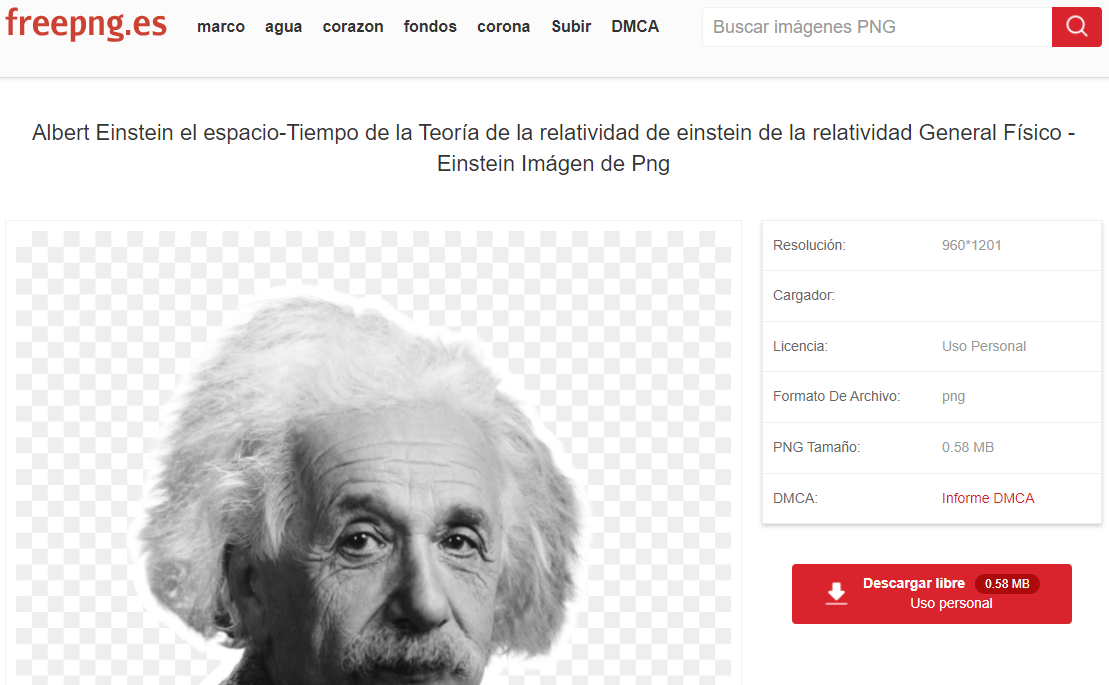 freepng.es
marco agua corazon fondos corona Subir DMCA
Buscar imágenes PNG
Albert Einstein el espacio-Tiempo de la Teoría de la relatividad de einstein de la relatividad General Físico -
Einstein Imágen de Png
Resolución: 960*1201
Cargador:
Licencia: Uso Personal
Formato De Archivo: png
PNG Tamaño: 0.58 MB
DMCA: Informe DMCA
Descargar libre 0.58 MB
Uso personal